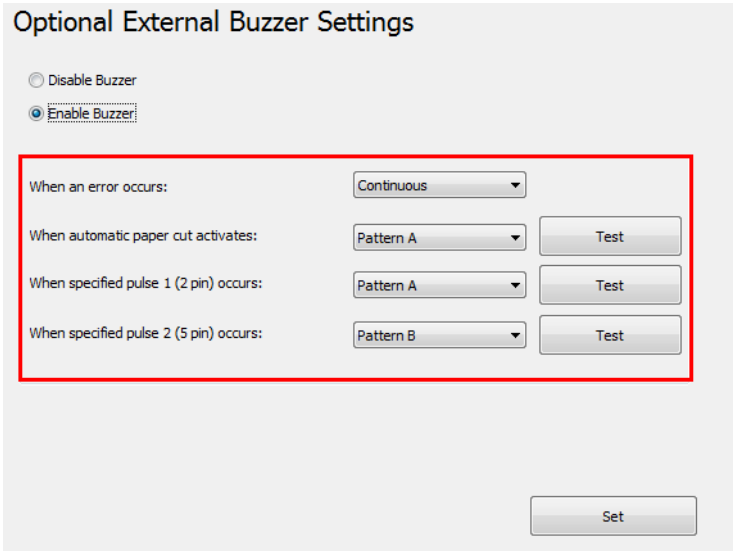 Optional External Buzzer Settings
Disable Buzzer
Enable Buzzer
When an error occurs: Continuous
When automatic paper cut activates: Pattern A Test
When specified pulse 1 (2 pin) occurs: Pattern A Test
When specified pulse 2 (5 pin) occurs: Pattern B Test
Set